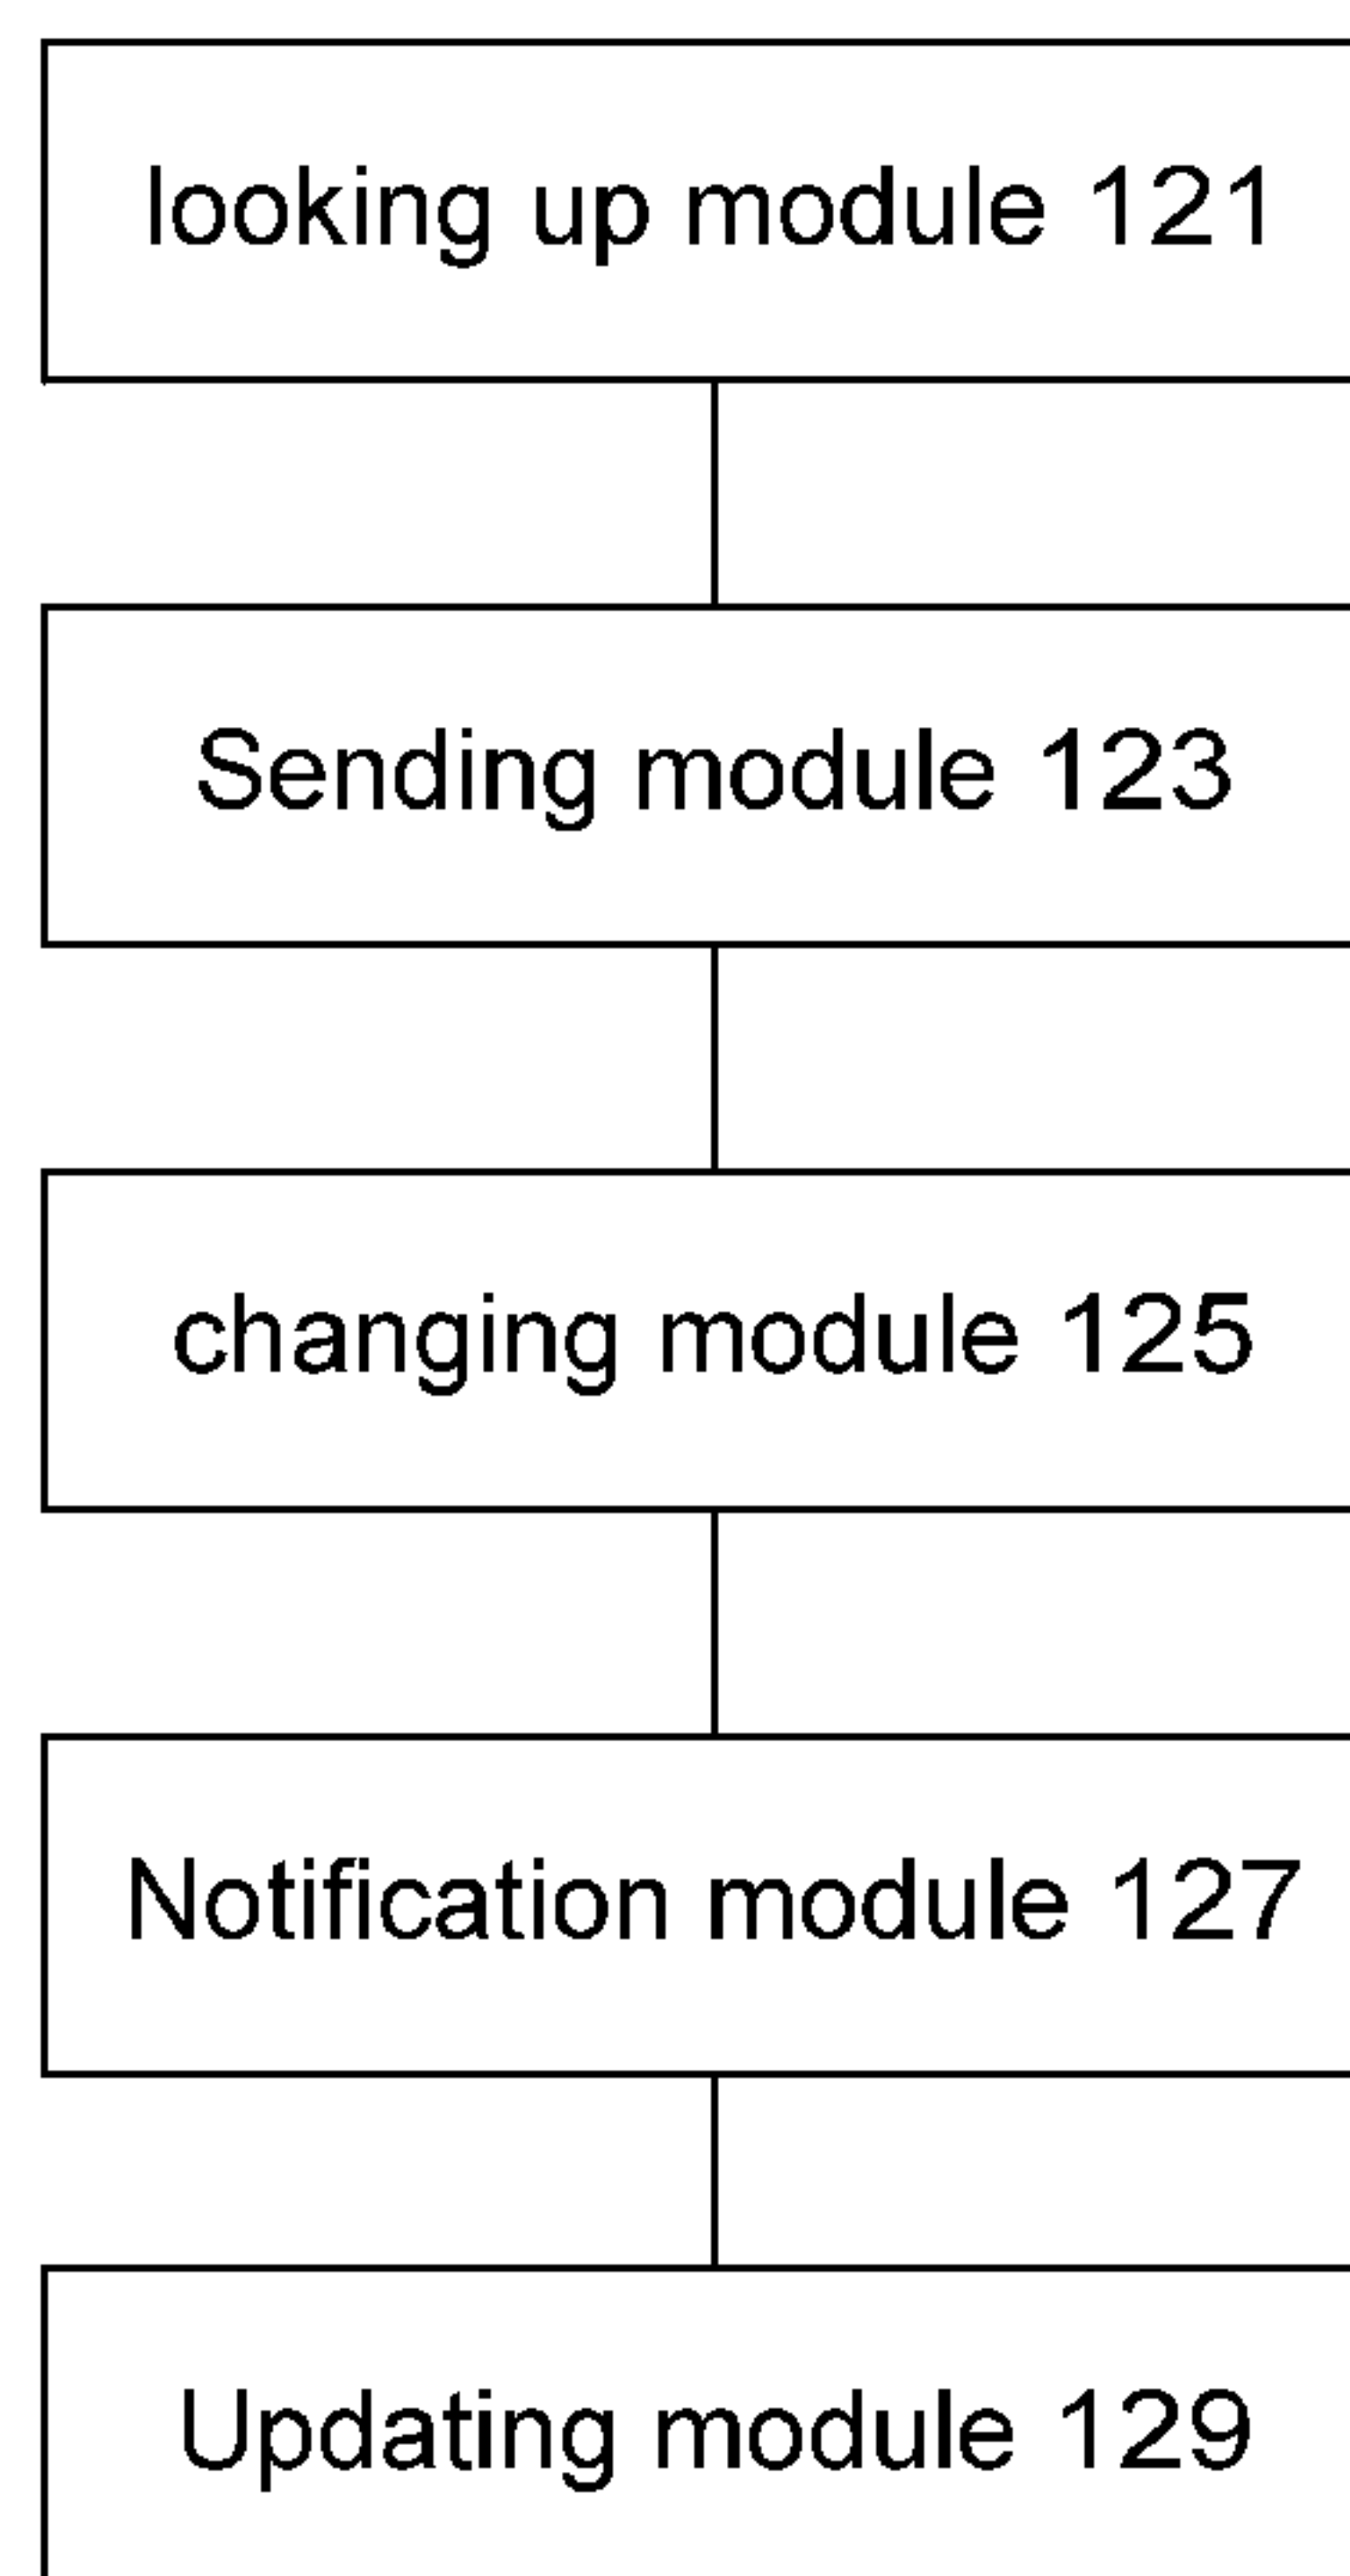 looking up module 121
Sending module 123
changing module 125
Notification module 127
Updating module 129